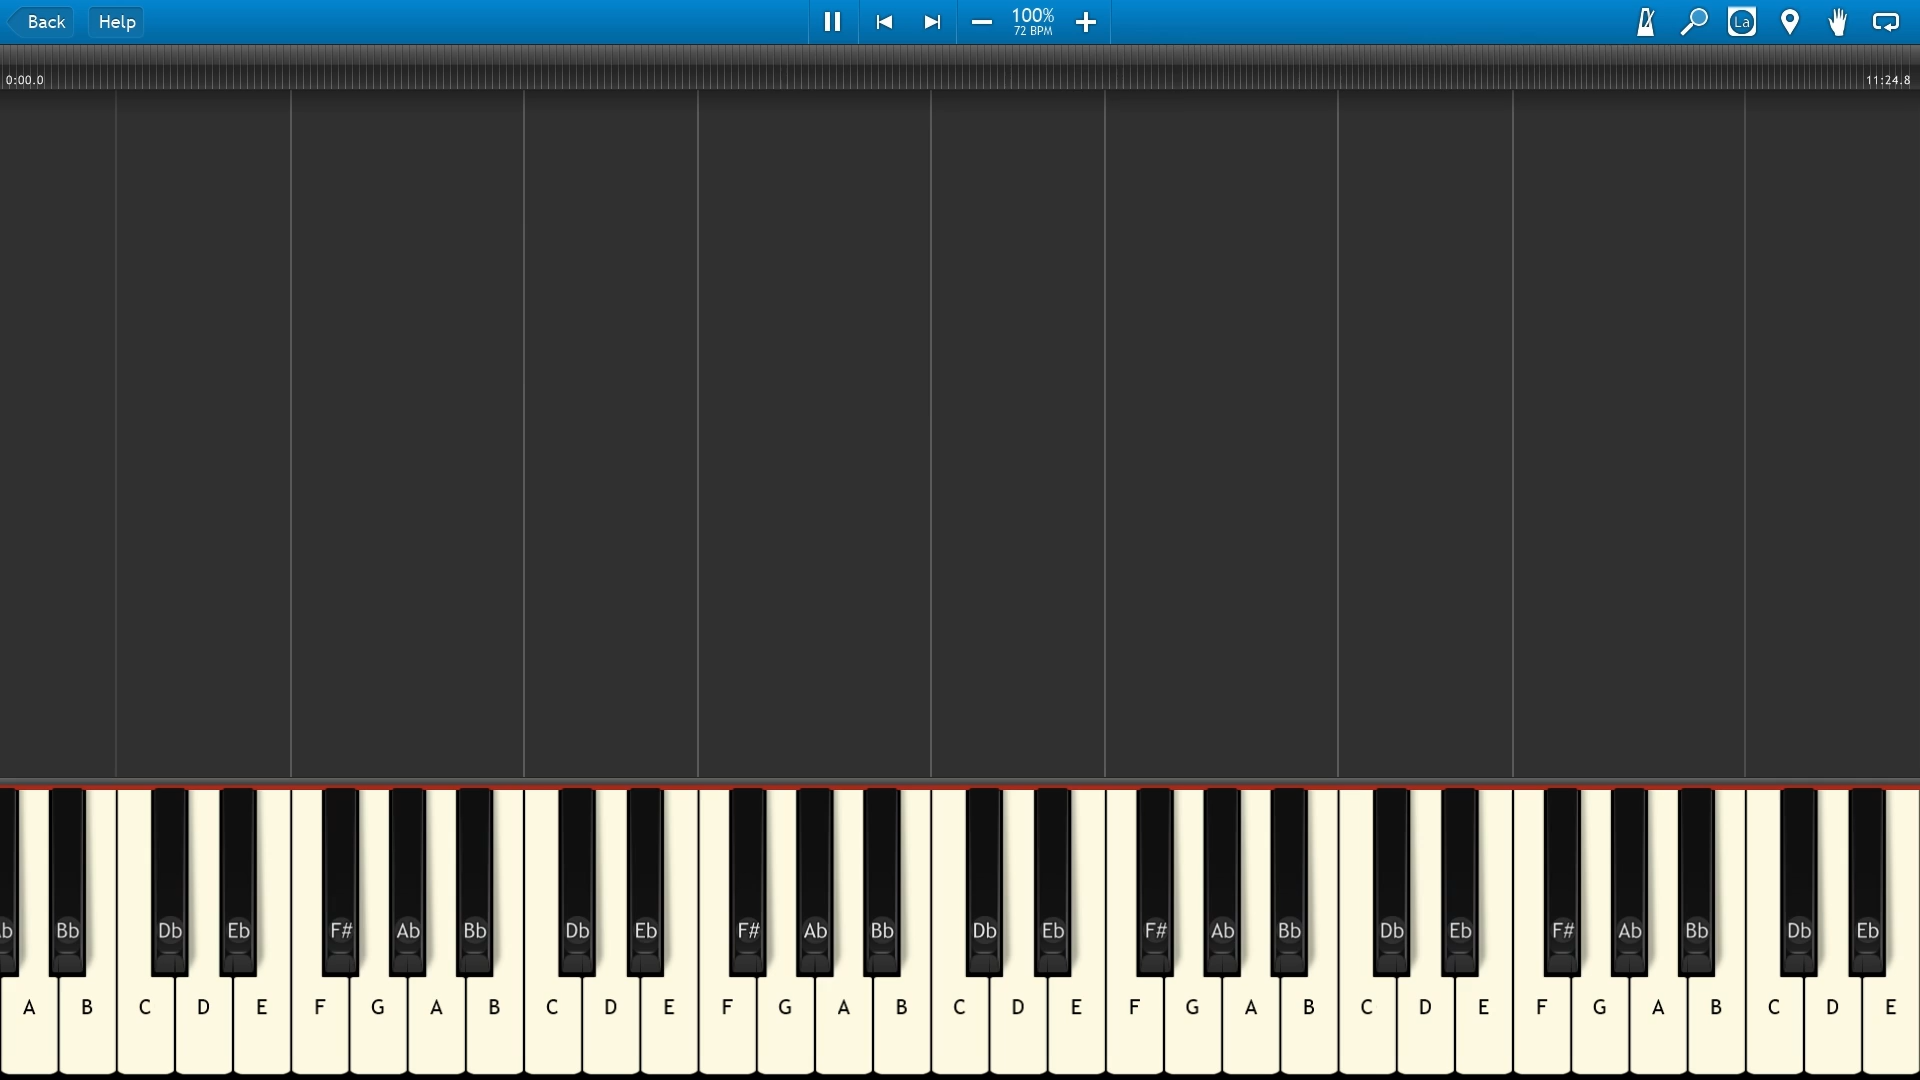 Back Help 100% La
72 BPM
0:00.0 11:24.8
Bb Db Eb F# Ab Bb Db Eb F# Ab Bb Db Eb F# Ab Bb Db Eb F# Ab Bb Db Eb
A B C D E F G A B C D E F G A B C D E F G A B C D E F G A B C D E